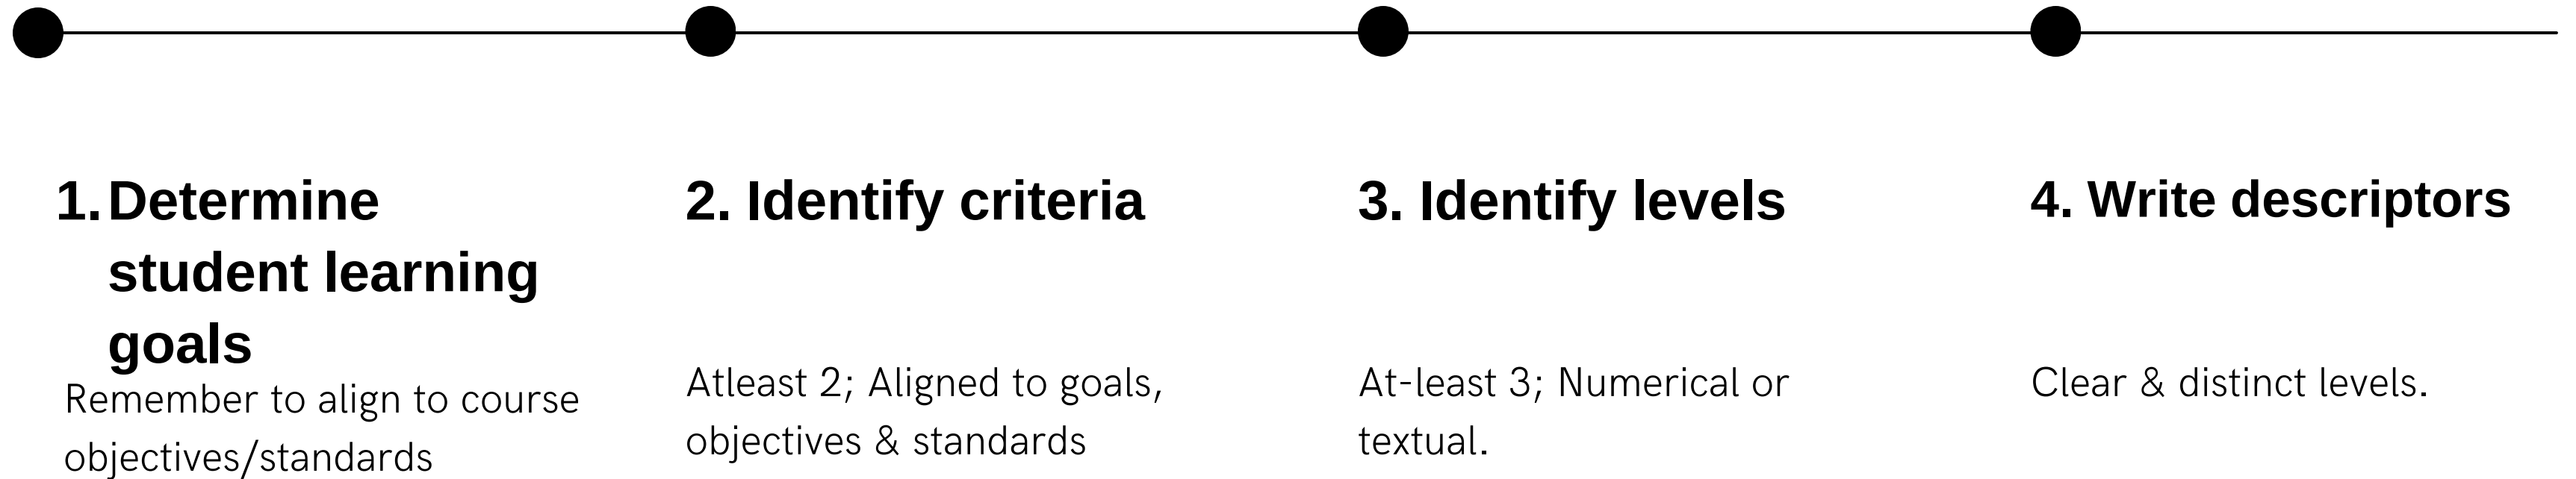 1. Determine
student learning
goals
Remember to align to course
objectives/standards
2. Identify criteria
Atleast 2; Aligned to goals,
objectives & standards
3. Identify levels
At-least 3; Numerical or
textual.
4. Write descriptors
Clear & distinct levels.